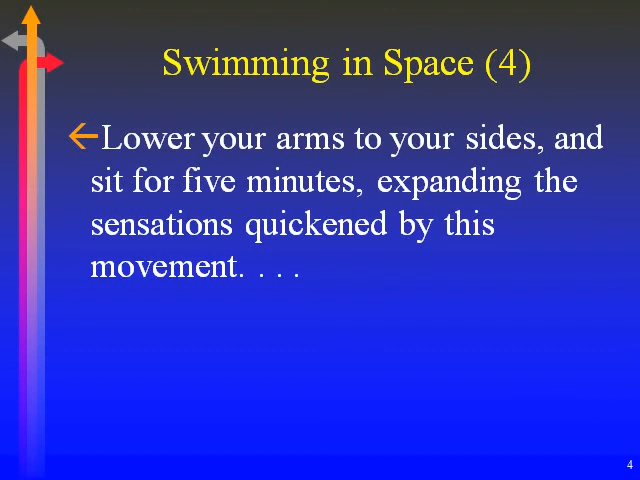 Swimming in Space (4)
Lower your arms to your sides, and
sit for five minutes, expanding the
sensations quickened by this
movement. . . .
4